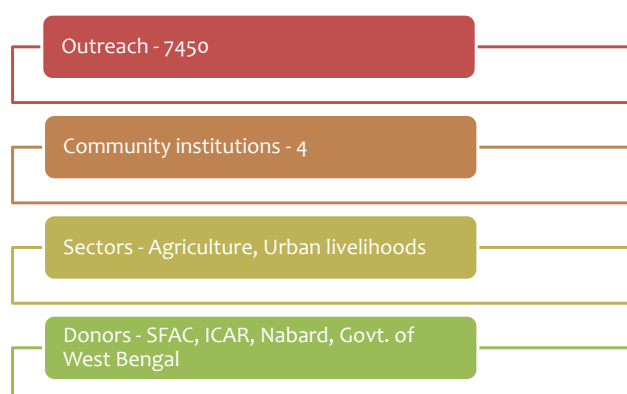 Outreach - 7450
Community institutions - 4
Sectors - Agriculture, Urban livelihoods
Donors - SFAC, ICAR, Nabard, Govt. of
West Bengal